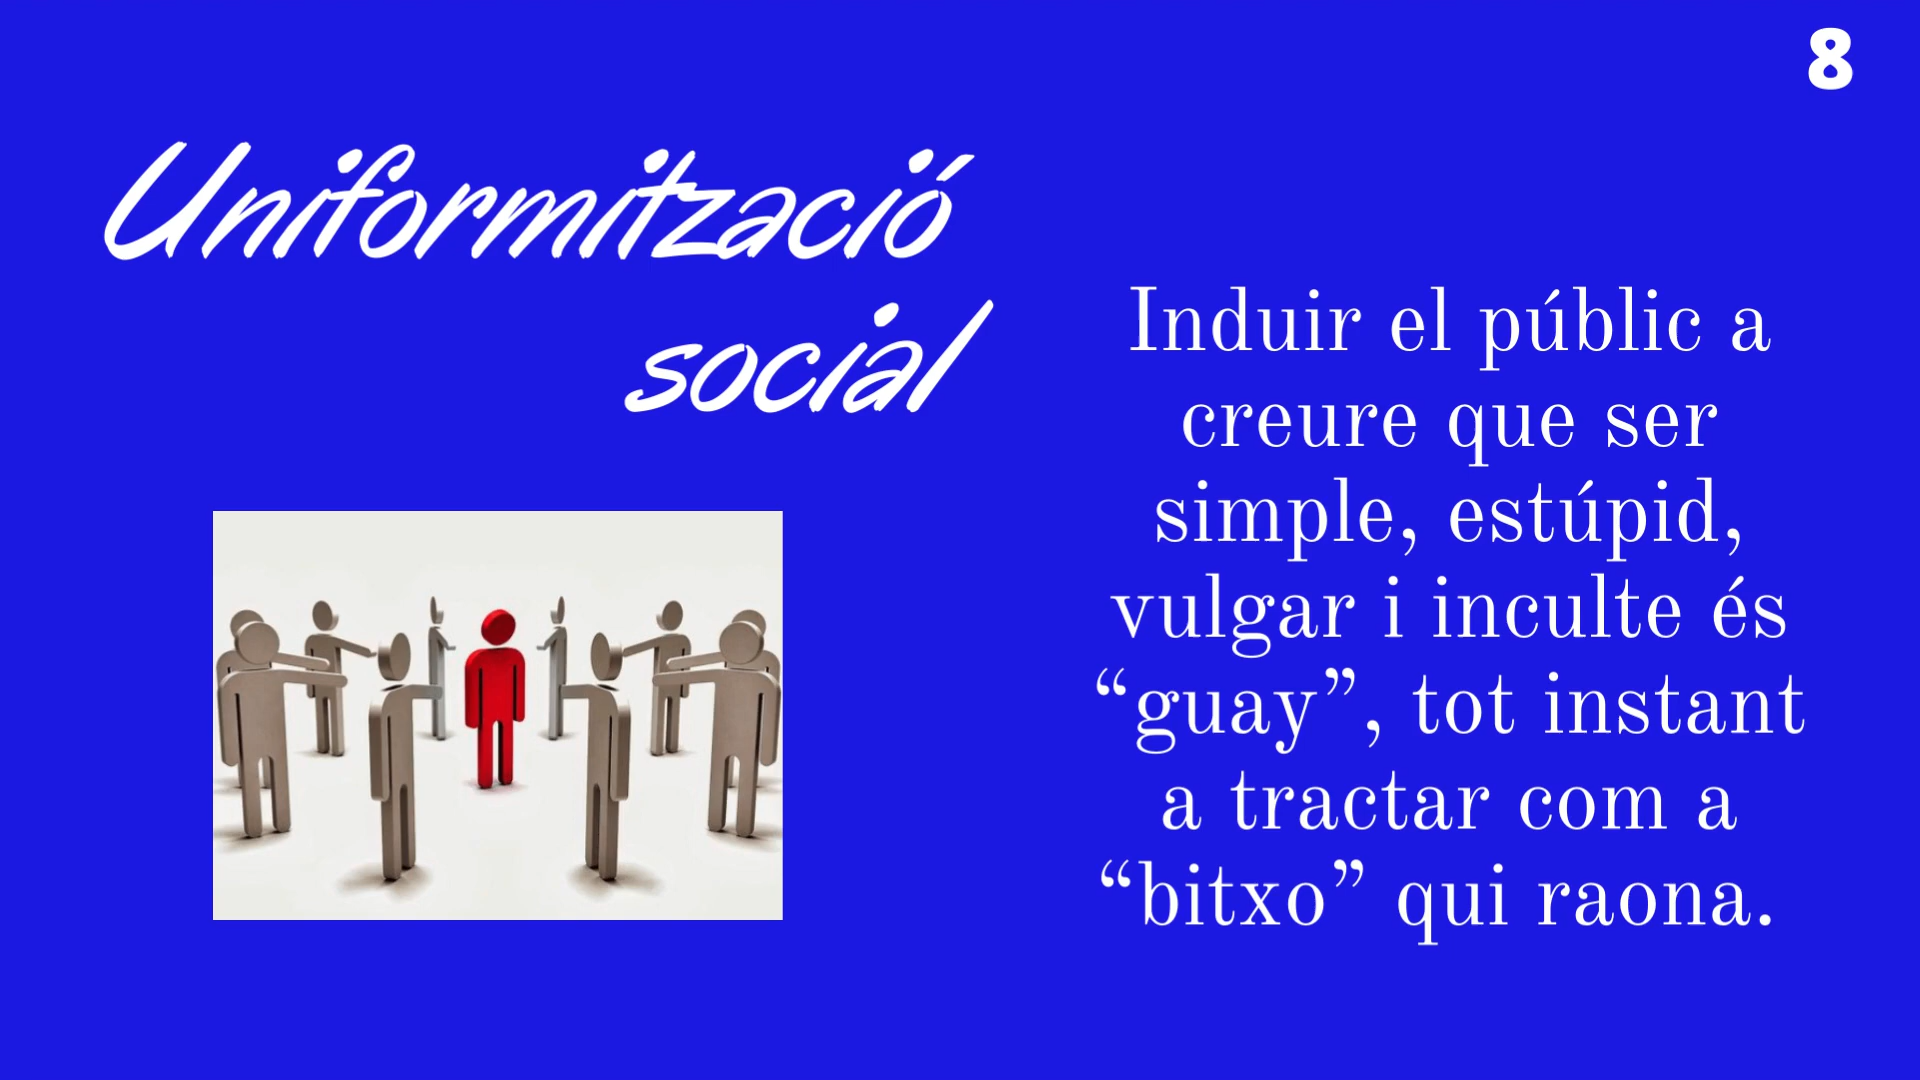 8
Uniformització
social
Induir el públic a
creure que ser
simple, estúpid,
vulgar i inculte és
“guay”, tot instant
a tractar com a
“bitxo” qui raona.